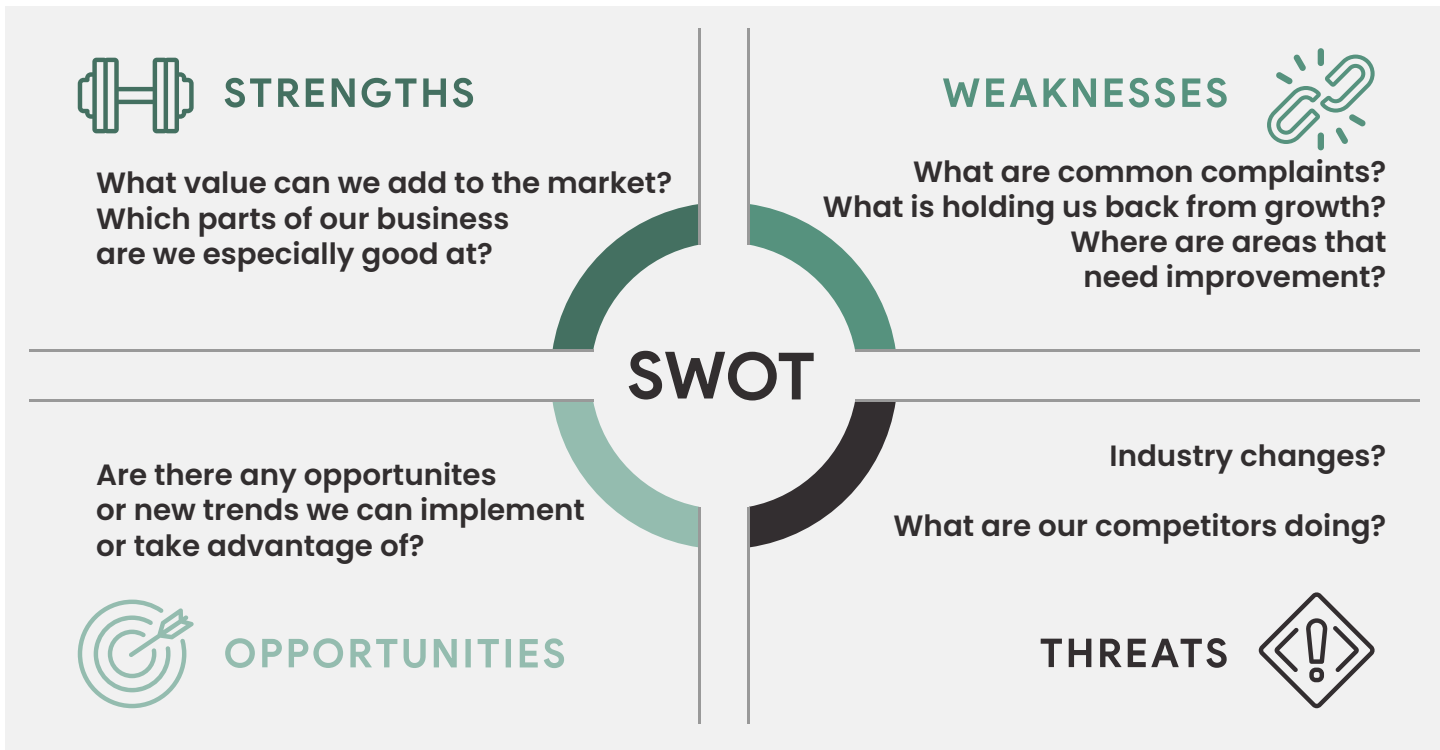 STRENGTHS
What value can we add to the market?
Which parts of our business
are we especially good at?
WEAKNESSES
What are common complaints?
What is holding us back from growth?
Where are areas that
need improvement?
SWOT
Are there any opportunites
or new trends we can implement
or take advantage of?
OPPORTUNITIES
Industry changes?
What are our competitors doing?
THREATS